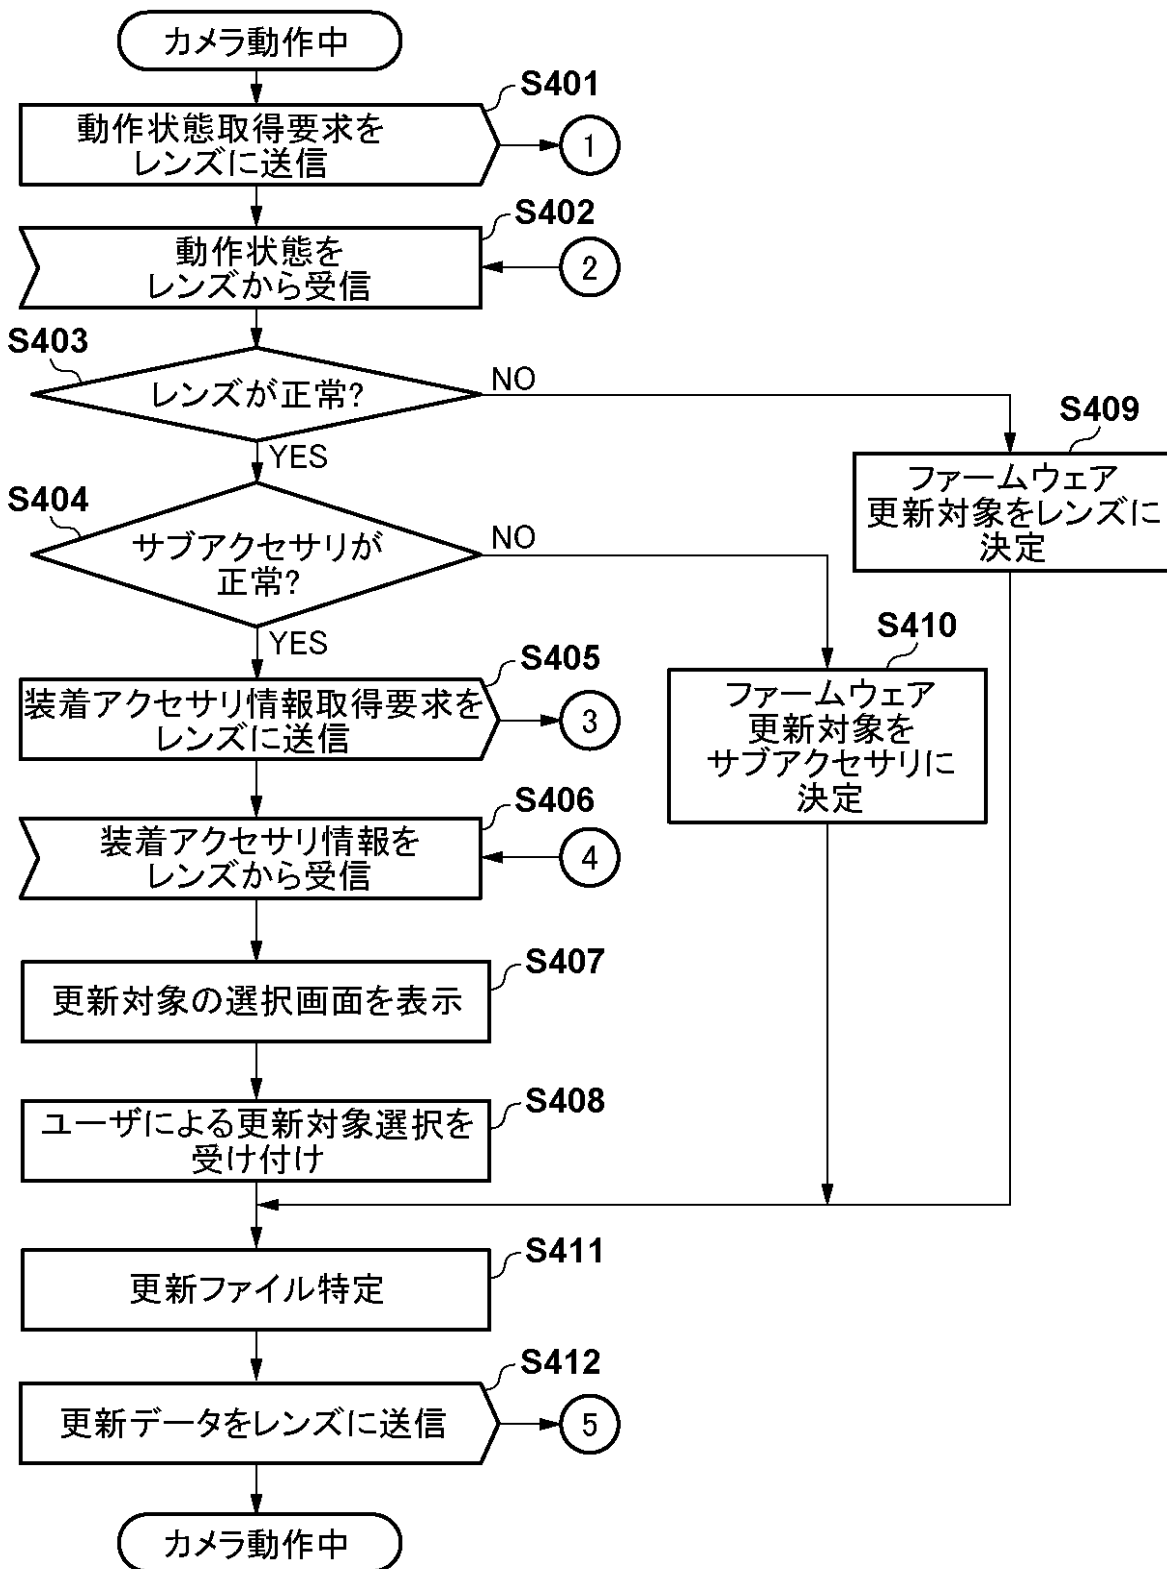 カメラ動作中
S401
動作状態取得要求を
レンズに送信
1
S402
動作状態を
レンズから受信
2
S403
レンズが正常?
NO
YES
S409
ファームウェア
更新対象をレンズに
決定
S404
サブアクセサリが
正常?
NO
YES
S410
ファームウェア
更新対象を
サブアクセサリに
決定
S405
装着アクセサリ情報取得要求を
レンズに送信
3
S406
装着アクセサリ情報を
レンズから受信
4
S407
更新対象の選択画面を表示
S408
ユーザによる更新対象選択を
受け付け
S411
更新ファイル特定
S412
更新データをレンズに送信
5
カメラ動作中